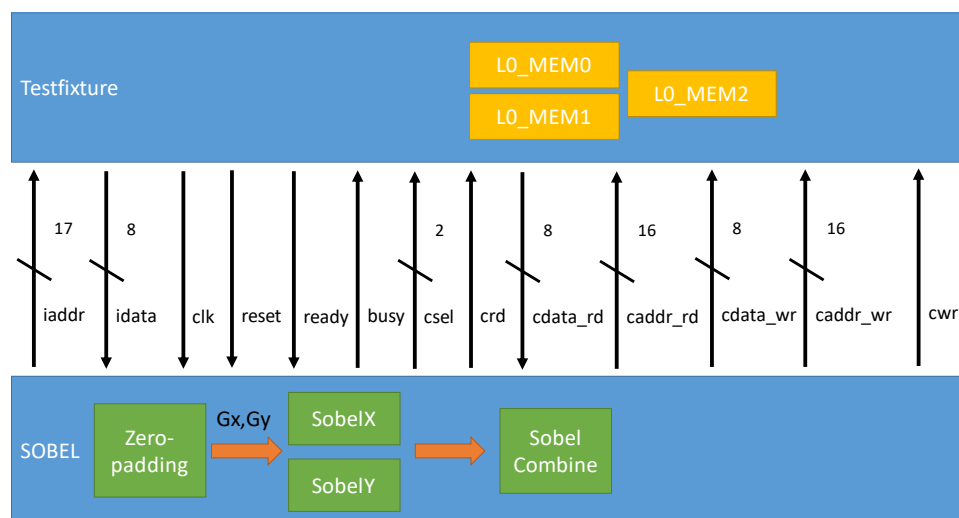 L0_MEM0
Testfixture
L0_MEM2
L0_MEM1
17
8
2
8
16
8
16
iaddr
idata
clk
reset
ready
busy
csel
crd
cdata_rd
caddr_rd
cdata_wr
caddr_wr
cwr
Gx,Gy
SobelX
SOBEL
Zero-
padding
Sobel
Combine
SobelY